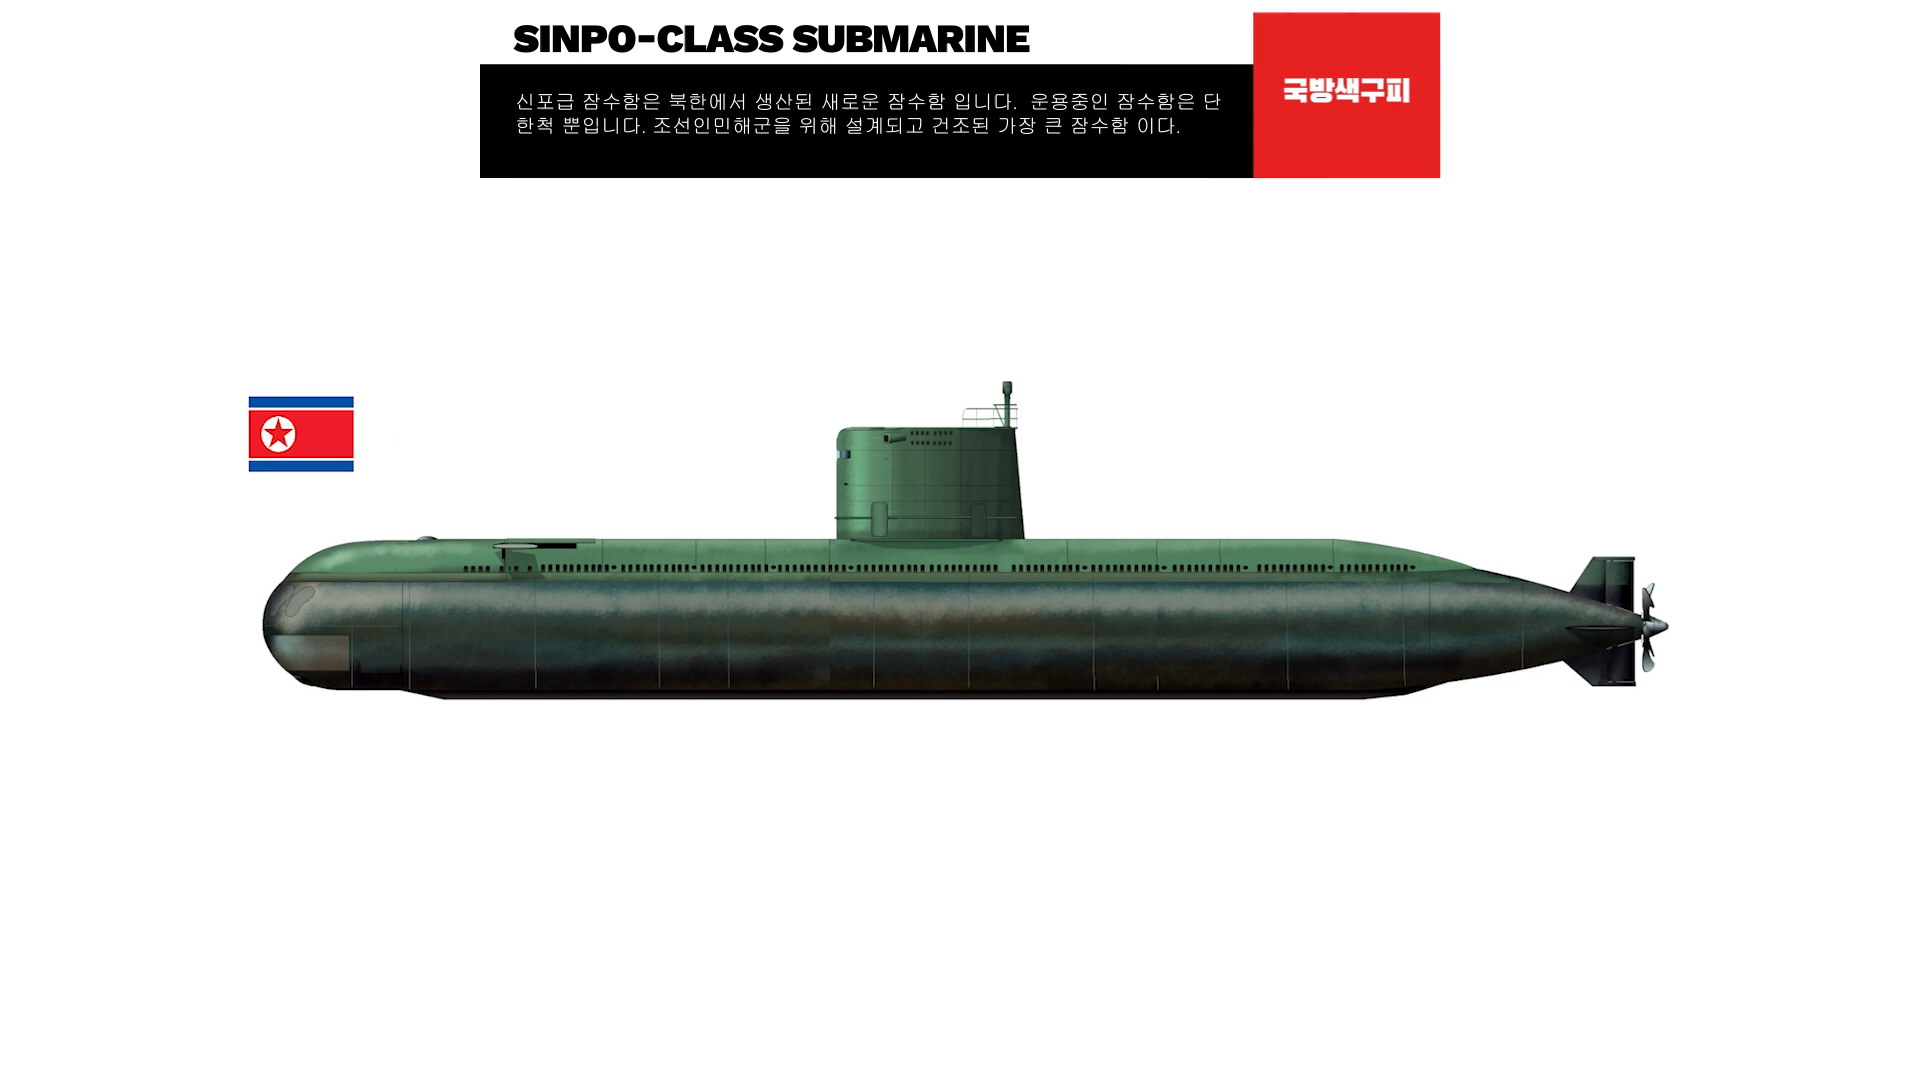 SINPO-CLASS SUBMARINE
신포급 잠수함은 북한에서 생산된 새로운 잠수함 입니다. 운용중인 잠수함은 단
한척 뿐입니다. 조선인민해군을 위해 설계되고 건조된 가장 큰 잠수함 이다.
국방색구피